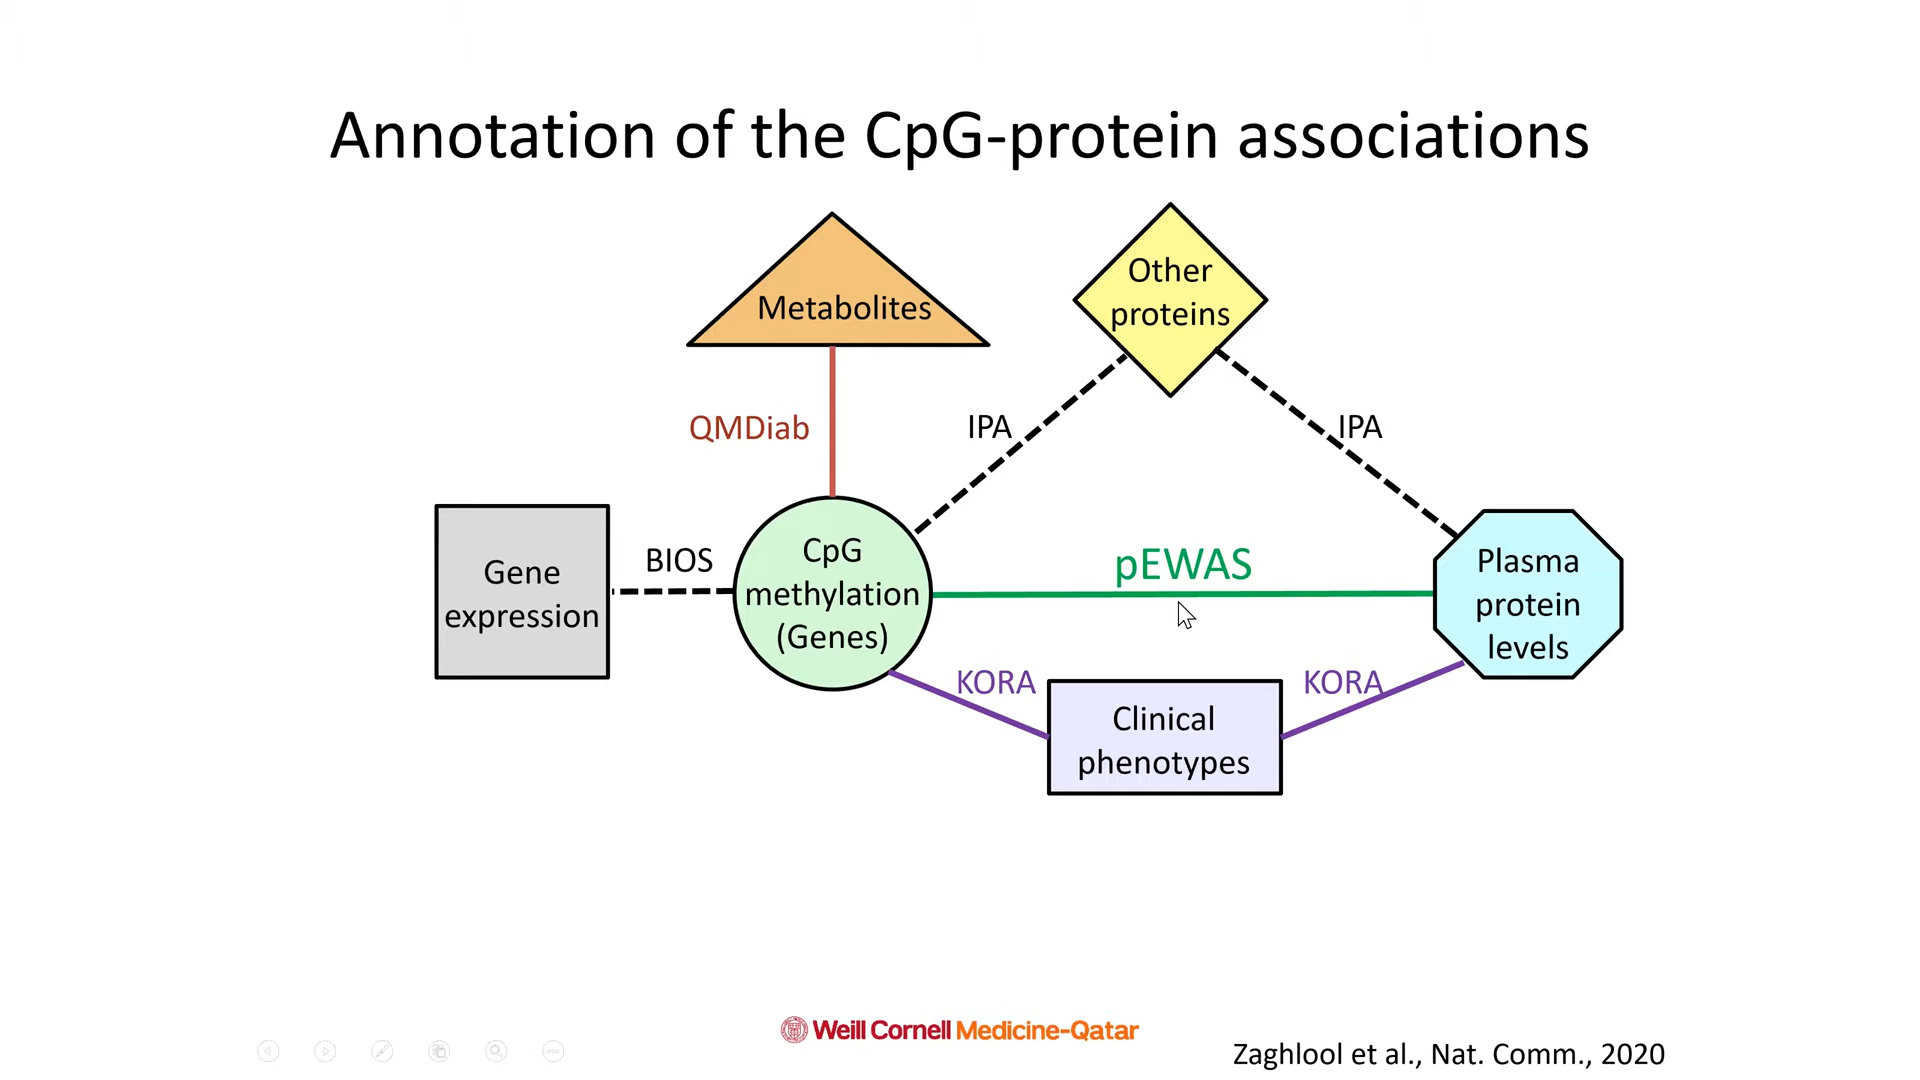 Annotation of the CpG-protein associations
Metabolites
Other
proteins
QMDiab
IPA
IPA
Gene
expression
BIOS
CpG
methylation
(Genes)
pEWAS
Plasma
protein
levels
KORA
KORA
Clinical
phenotypes
Weill Cornell Medicine-Qatar
Zaghlool et al., Nat. Comm., 2020